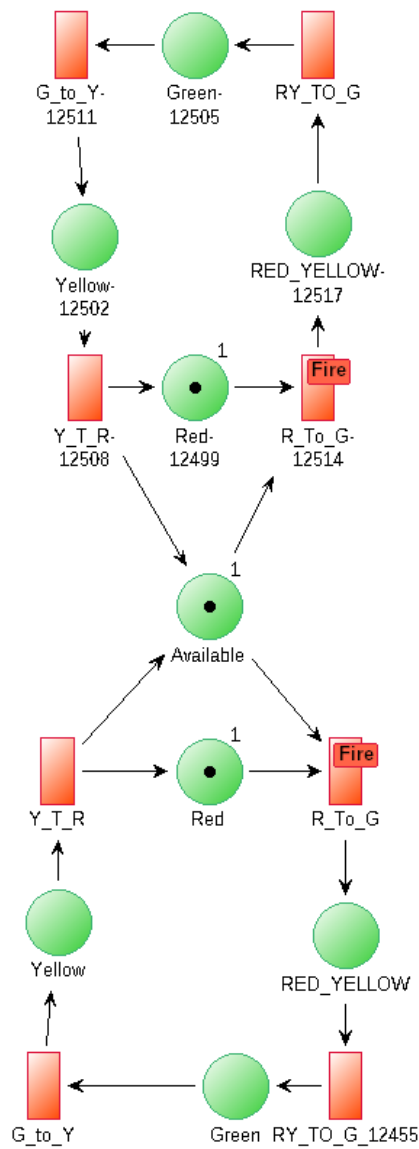 G_to_Y-
12511
Green-
12505
RY_TO_G
Yellow-
12502
RED_YELLOW-
12517
1
Fire
Y_T_R-
12508
Red-
12499
R_To_G-
12514
1
Available
1
Fire
Y_T_R
Red
R_To_G
Yellow
RED_YELLOW
G_to_Y
Green
RY_TO_G_12455